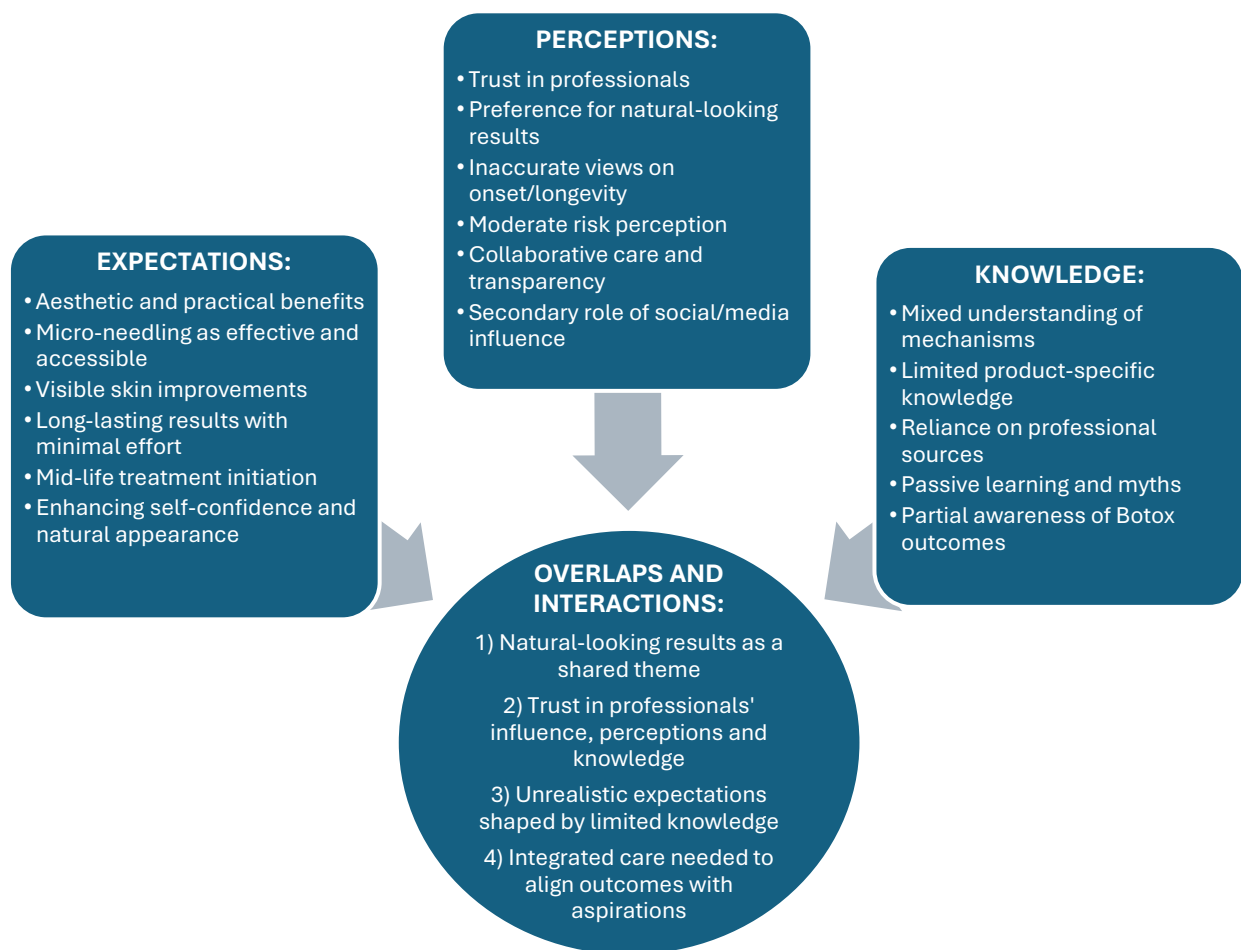 PERCEPTIONS:
• Trust in professionals
• Preference for natural-looking
results
• Inaccurate views on
onset/longevity
• Moderate risk perception
• Collaborative care and
transparency
• Secondary role of social/media
influence
EXPECTATIONS:
• Aesthetic and practical benefits
• Micro-needling as effective and
accessible
• Visible skin improvements
• Long-lasting results with
minimal effort
• Mid-life treatment initiation
• Enhancing self-confidence and
natural appearance
KNOWLEDGE:
• Mixed understanding of
mechanisms
• Limited product-specific
knowledge
• Reliance on professional
sources
• Passive learning and myths
• Partial awareness of Botox
outcomes
OVERLAPS AND
INTERACTIONS:
1) Natural-looking results as a
shared theme
2) Trust in professionals'
influence, perceptions and
knowledge
3) Unrealistic expectations
shaped by limited knowledge
4) Integrated care needed to
align outcomes with
aspirations